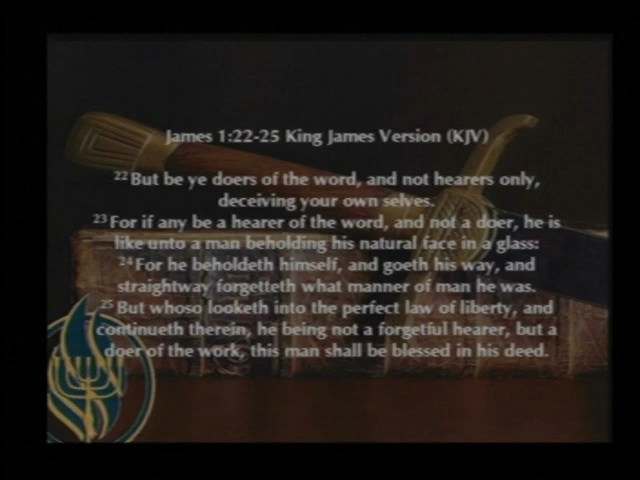 James 1:22-25 King James Version (KJV)
22 But be ye doers of the word, and not hearers only,
deceiving your own selves.
23 For if any be a hearer of the word, and not a doer, he is
like unto a man beholding his natural face in a glass:
24 For he beholdeth himself, and goeth his way, and
straightway forgetteth what manner of man he was.
25 But whoso looketh into the perfect law of liberty, and
continueth therein, he being not a forgetful hearer, but a
doer of the work, this man shall be blessed in his deed.